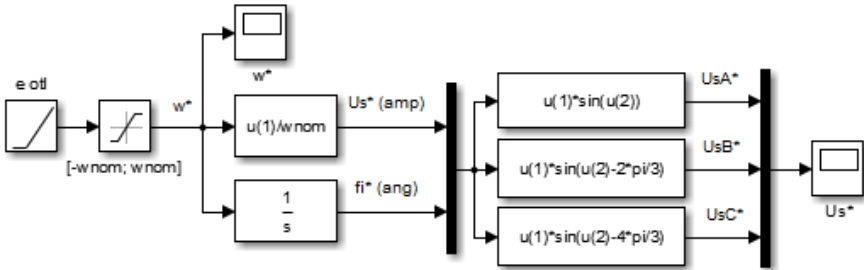 e otl
w*
[-wnom; wnom]
w*
u(1)/wnom
1
s
Us* (amp)
fi* (ang)
u(1)*sin(u(2))
u(1)*sin(u(2)-2*pi/3)
u(1)*sin(u(2)-4*pi/3)
UsA*
UsB*
UsC*
Us*